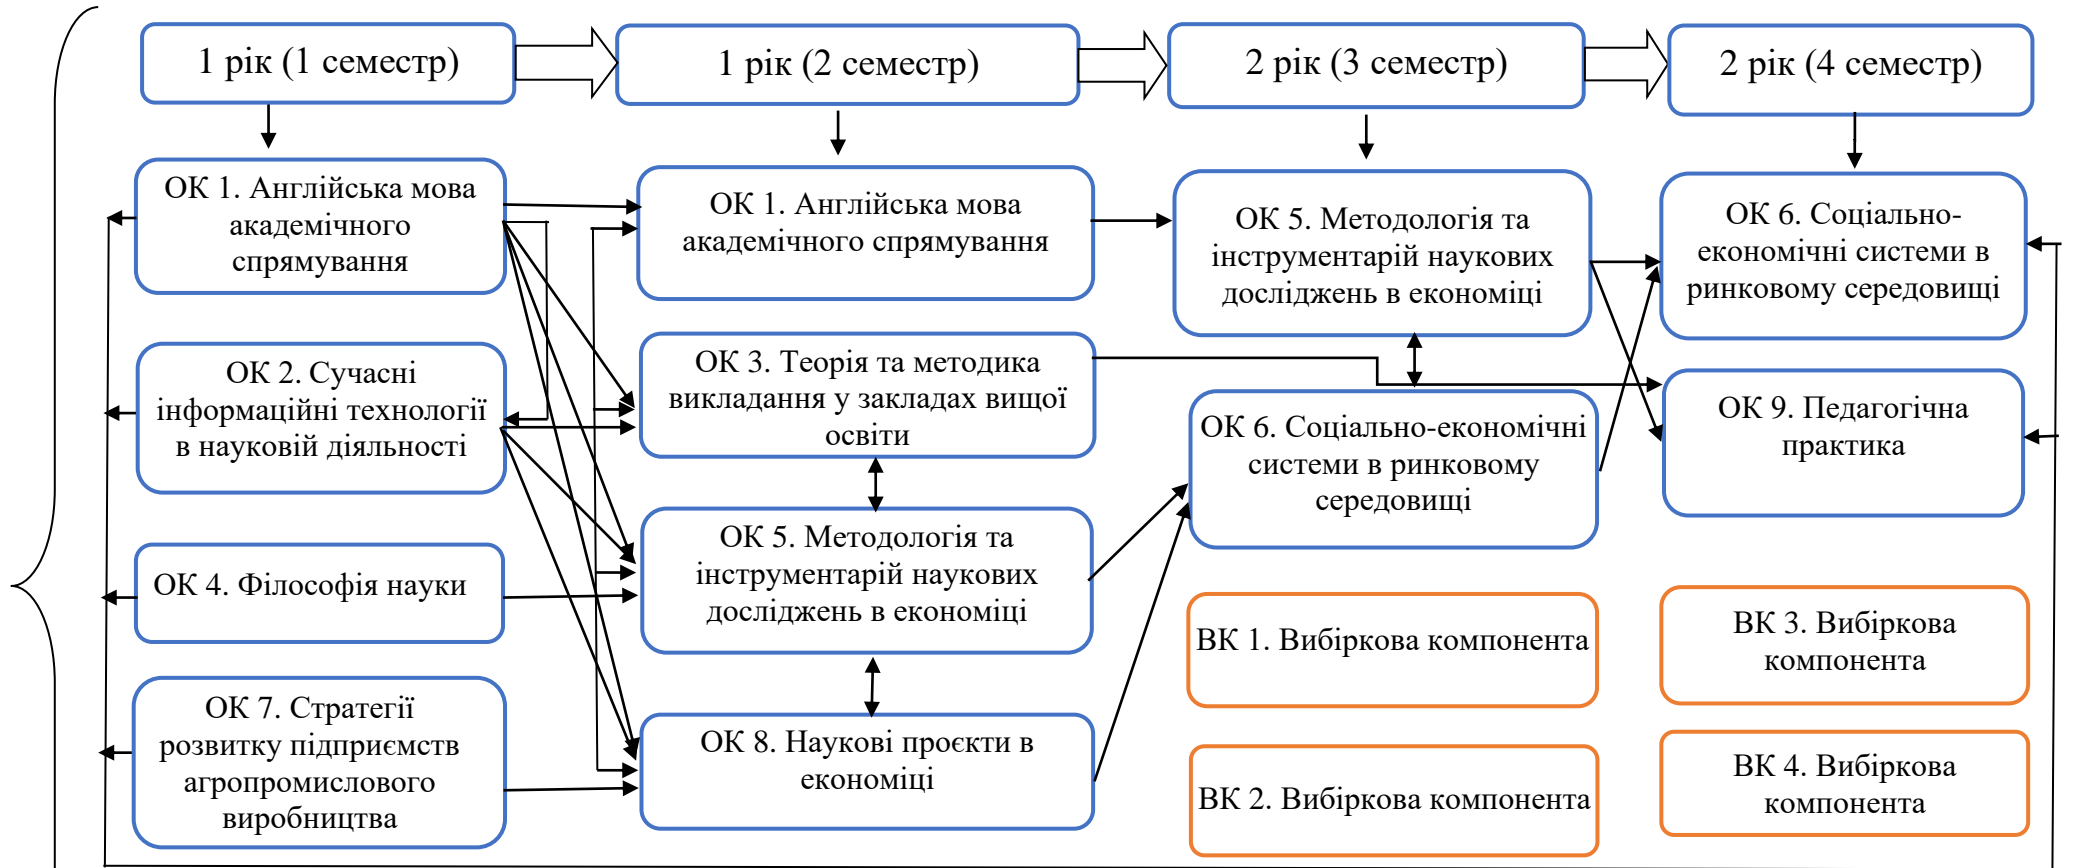 1 рік (1 семестр)
1 рік (2 семестр)
2 рік (3 семестр)
2 рік (4 семестр)
ОК 1. Англійська мова
академічного
спрямування
ОК 2. Сучасні
інформаційні технології
в науковій діяльності
ОК 4. Філософія науки
ОК 7. Стратегії
розвитку підприємств
агропромислового
виробництва
ОК 1. Англійська мова
академічного спрямування
ОК 3. Теорія та методика
викладання у закладах вищої
освіти
ОК 5. Методологія та
інструментарій наукових
досліджень в економіці
ОК 8. Наукові проєкти в
економіці
ОК 5. Методологія та
інструментарій наукових
досліджень в економіці
ОК 6. Соціально-економічні
системи в ринковому
середовищі
ВК 1. Вибіркова компонента
ВК 2. Вибіркова компонента
ОК 6. Соціально-
економічні системи в
ринковому середовищі
ОК 9. Педагогічна
практика
ВК 3. Вибіркова
компонента
ВК 4. Вибіркова
компонента